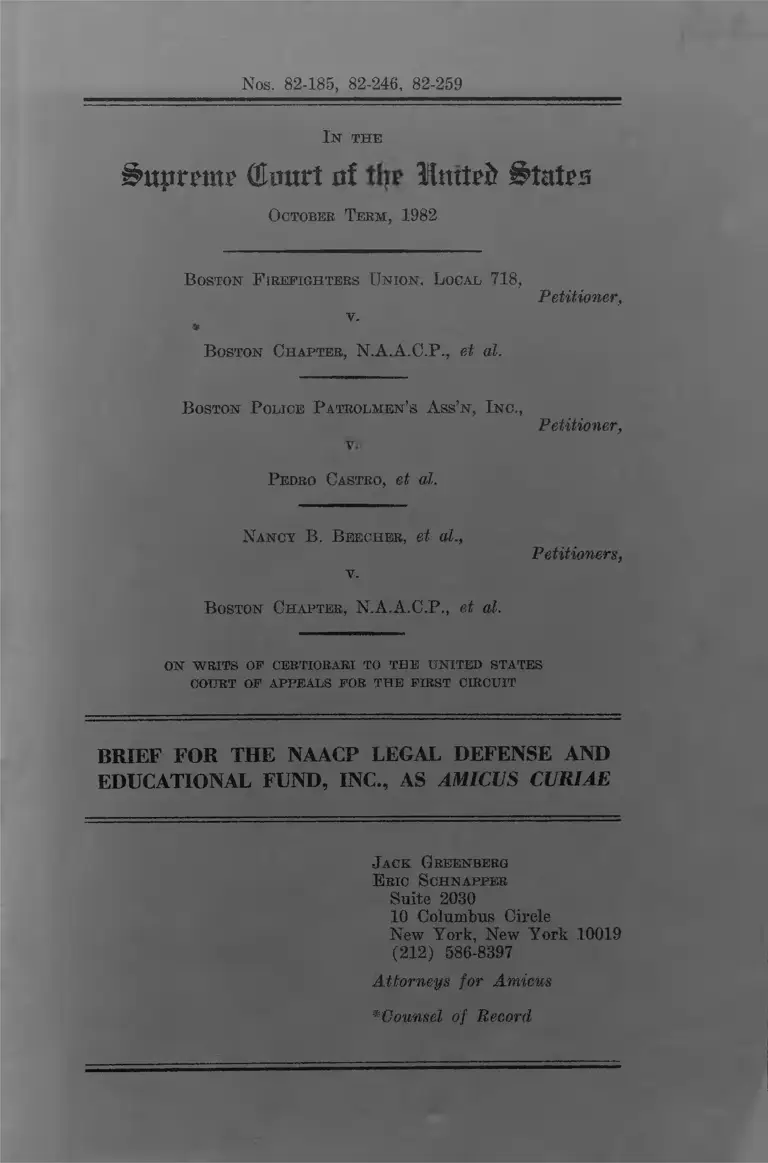 Nos. 82-185, 82-246, 82-259
IN THE
Supreme Court of the United States
OCTOBER TERM, 1982
BOSTON FIREFIGHTERS UNION, LOCAL 718,
Petitioner,
v.
BOSTON CHAPTER, N.A.A.C.P., et al.
BOSTON POLICE PATROLMEN'S ASS'N, INC.,
Petitioner,
v.
PEDRO CASTRO, et al.
NANCY B. BEECHER, et al.,
Petitioners,
v.
BOSTON CHAPTER, N.A.A.C.P., et al.
ON WRITS OF CERTIORARI TO THE UNITED STATES
COURT OF APPEALS FOR THE FIRST CIRCUIT
BRIEF FOR THE NAACP LEGAL DEFENSE AND
EDUCATIONAL FUND, INC., AS AMICUS CURIAE
JACK GREENBERG
ERIC SCHNAPPER
Suite 2030
10 Columbus Circle
New York, New York 10019
(212) 586-8397
Attorneys for Amicus
*Counsel of Record